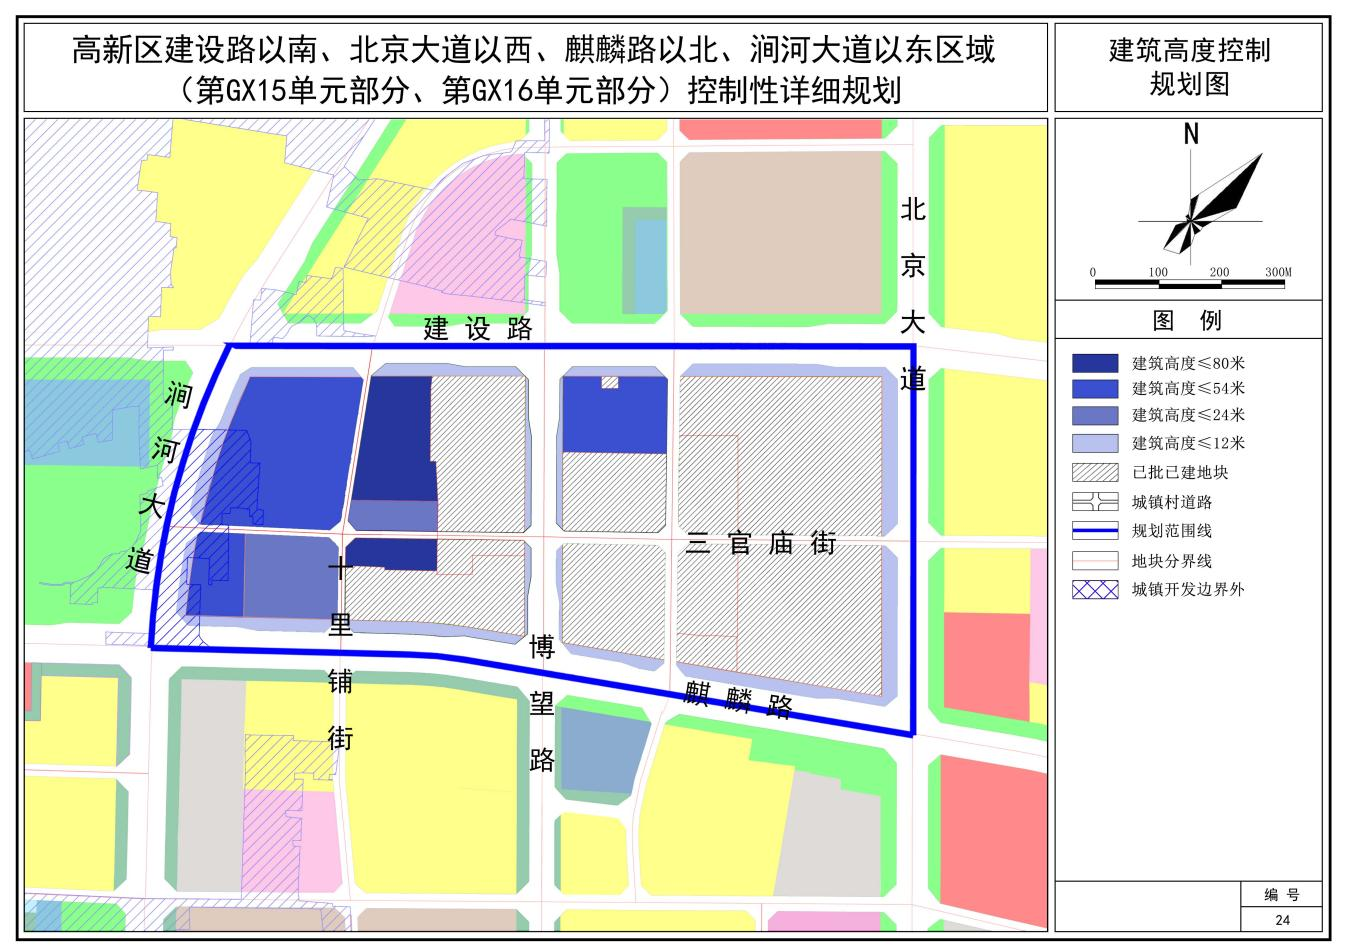 高新区建设路以南、北京大道以西、麒麟路以北、涧河大道以东区域
（第GX15单元部分、第GX16单元部分）控制性详细规划
建筑高度控制
规划图
N
0 100 200 300M
图 例
建筑高度≤80米
建筑高度≤54米
建筑高度≤24米
建筑高度≤12米
已批已建地块
城镇村道路
规划范围线
地块分界线
城镇开发边界外
编 号
24
北京大道
建设路
涧河大道
三官庙街
十里铺街
博望路
麒麟路